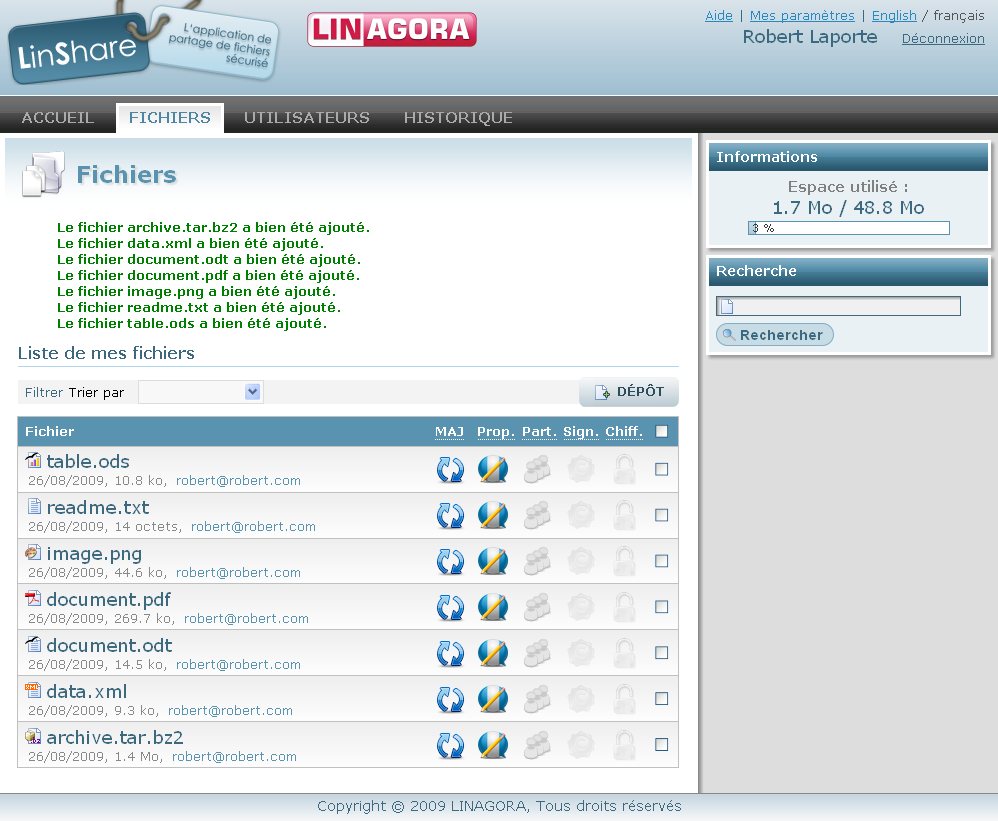 LinShare
L'application de
partage de fichiers
sécurisé
LINAGORA
Aide | Mes paramètres | English / français
Robert Laporte Déconnexion
ACCUEIL FICHIERS UTILISATEURS HISTORIQUE
Fichiers
Le fichier archive.tar.bz2 a bien été ajouté.
Le fichier data.xml a bien été ajouté.
Le fichier document.odt a bien été ajouté.
Le fichier document.pdf a bien été ajouté.
Le fichier image.png a bien été ajouté.
Le fichier readme.txt a bien été ajouté.
Le fichier table.ods a bien été ajouté.
Liste de mes fichiers
Filtrer Trier par
DÉPÔT
Fichier MAJ Prop. Part. Sign. Chiff.
table.ods
26/08/2009, 10.8 ko, robert@robert.com
readme.txt
26/08/2009, 14 octets, robert@robert.com
image.png
26/08/2009, 44.6 ko, robert@robert.com
document.pdf
26/08/2009, 269.7 ko, robert@robert.com
document.odt
26/08/2009, 14.5 ko, robert@robert.com
data.xml
26/08/2009, 9.3 ko, robert@robert.com
archive.tar.bz2
26/08/2009, 1.4 Mo, robert@robert.com
Informations
Espace utilisé :
1.7 Mo / 48.8 Mo
%
Recherche
Rechercher
Copyright © 2009 LINAGORA, Tous droits réservés